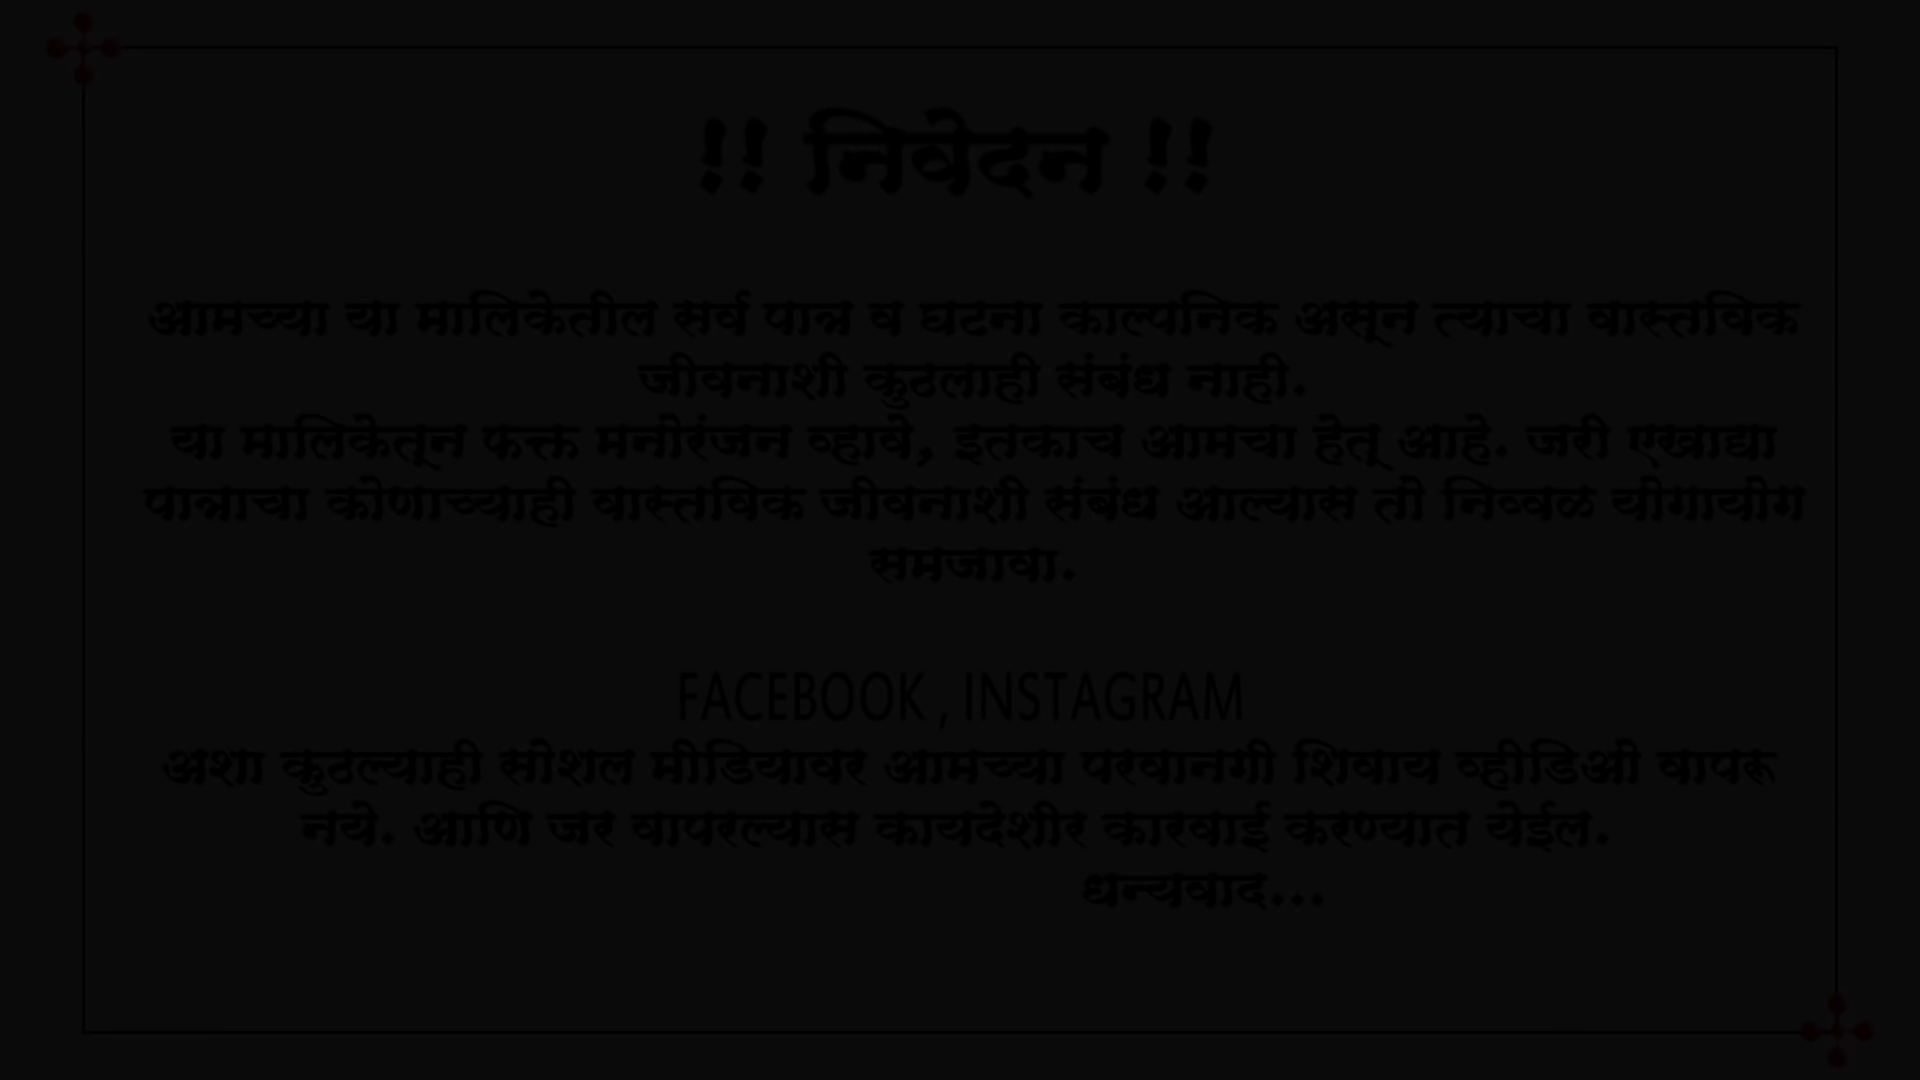 !! निवेदन !!
आमच्या या मालिकेतील सर्व पात्र व घटना काल्पनिक असून त्याचा वास्तविक
जीवनाशी कुठलाही संबंध नाही.
या मालिकेतून फक्त मनोरंजन व्हावे, इतकाच आमचा हेतू आहे. जरी एखाद्या
पात्राचा कोणाच्याही वास्तविक जीवनाशी संबंध आल्यास तो निव्वळ योगायोग
समजावा.
FACEBOOK , INSTAGRAM
अशा कुठल्याही सोशल मीडियावर आमच्या परवानगी शिवाय व्हीडिओ वापरू
नये. आणि जर वापरल्यास कायदेशीर कारवाई करण्यात येईल.
धन्यवाद...